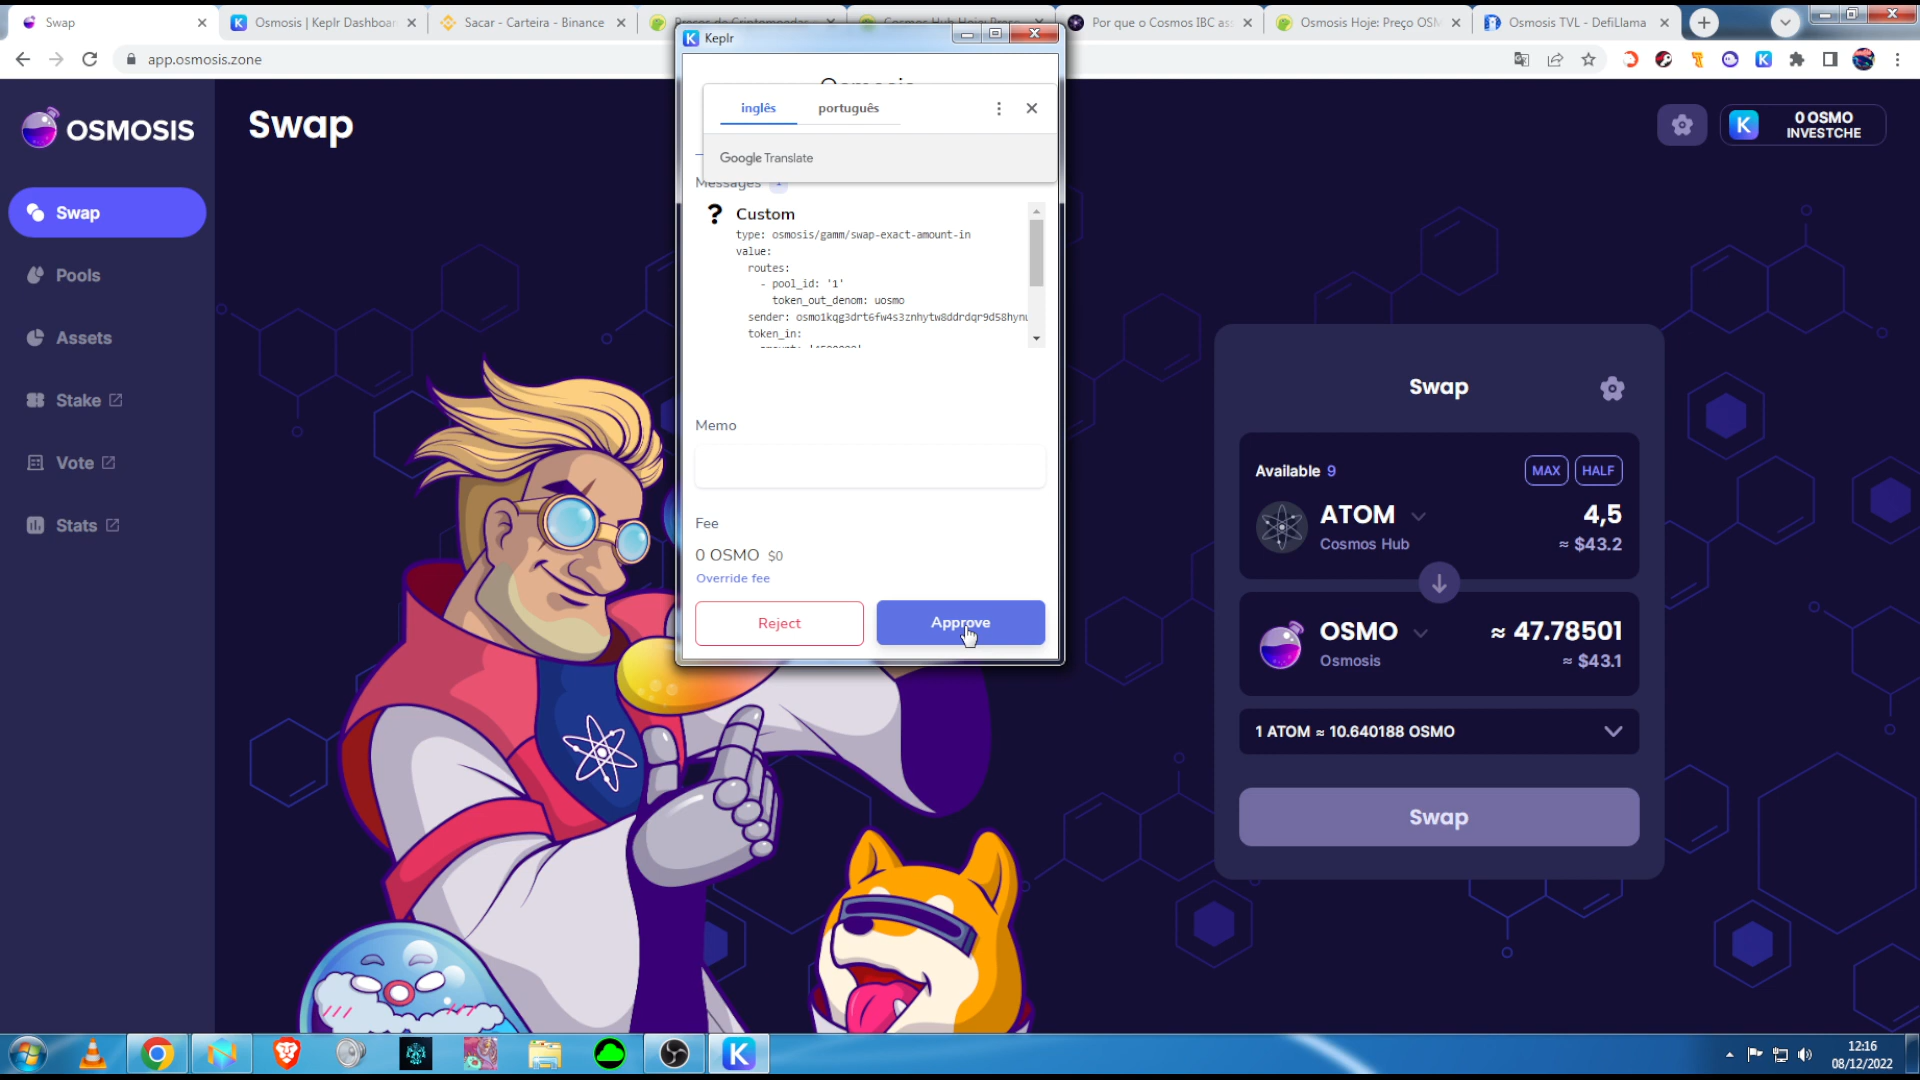 Swap
Osmosis | Keplr Dashboar
Sacar - Carteira - Binance
Por que o Cosmos IBC as
Osmosis Hoje: Preço OSM
Osmosis TVL - DefiLlama
Keplr
app.osmosis.zone
OSMOSIS
Swap
0 OSMO
INVESTCHE
inglês
português
Google Translate
Messages 1
Swap
Pools
Assets
Stake
Vote
Stats
? Custom
type: osmosis/gamm/swap-exact-amount-in
value:
routes:
- pool_id: '1'
token_out_denom: uosmo
sender: osmo1kqg3drt6fw4s3znhytw8ddrdqr9d58hynu
token_in:
Memo
Fee
0 OSMO $0
Override fee
Reject
Approve
Swap
Available 9
MAX
HALF
ATOM
4,5
Cosmos Hub
≈ $43.2
OSMO
≈ 47.78501
Osmosis
≈ $43.1
1 ATOM ≈ 10.640188 OSMO
Swap
12:16
08/12/2022